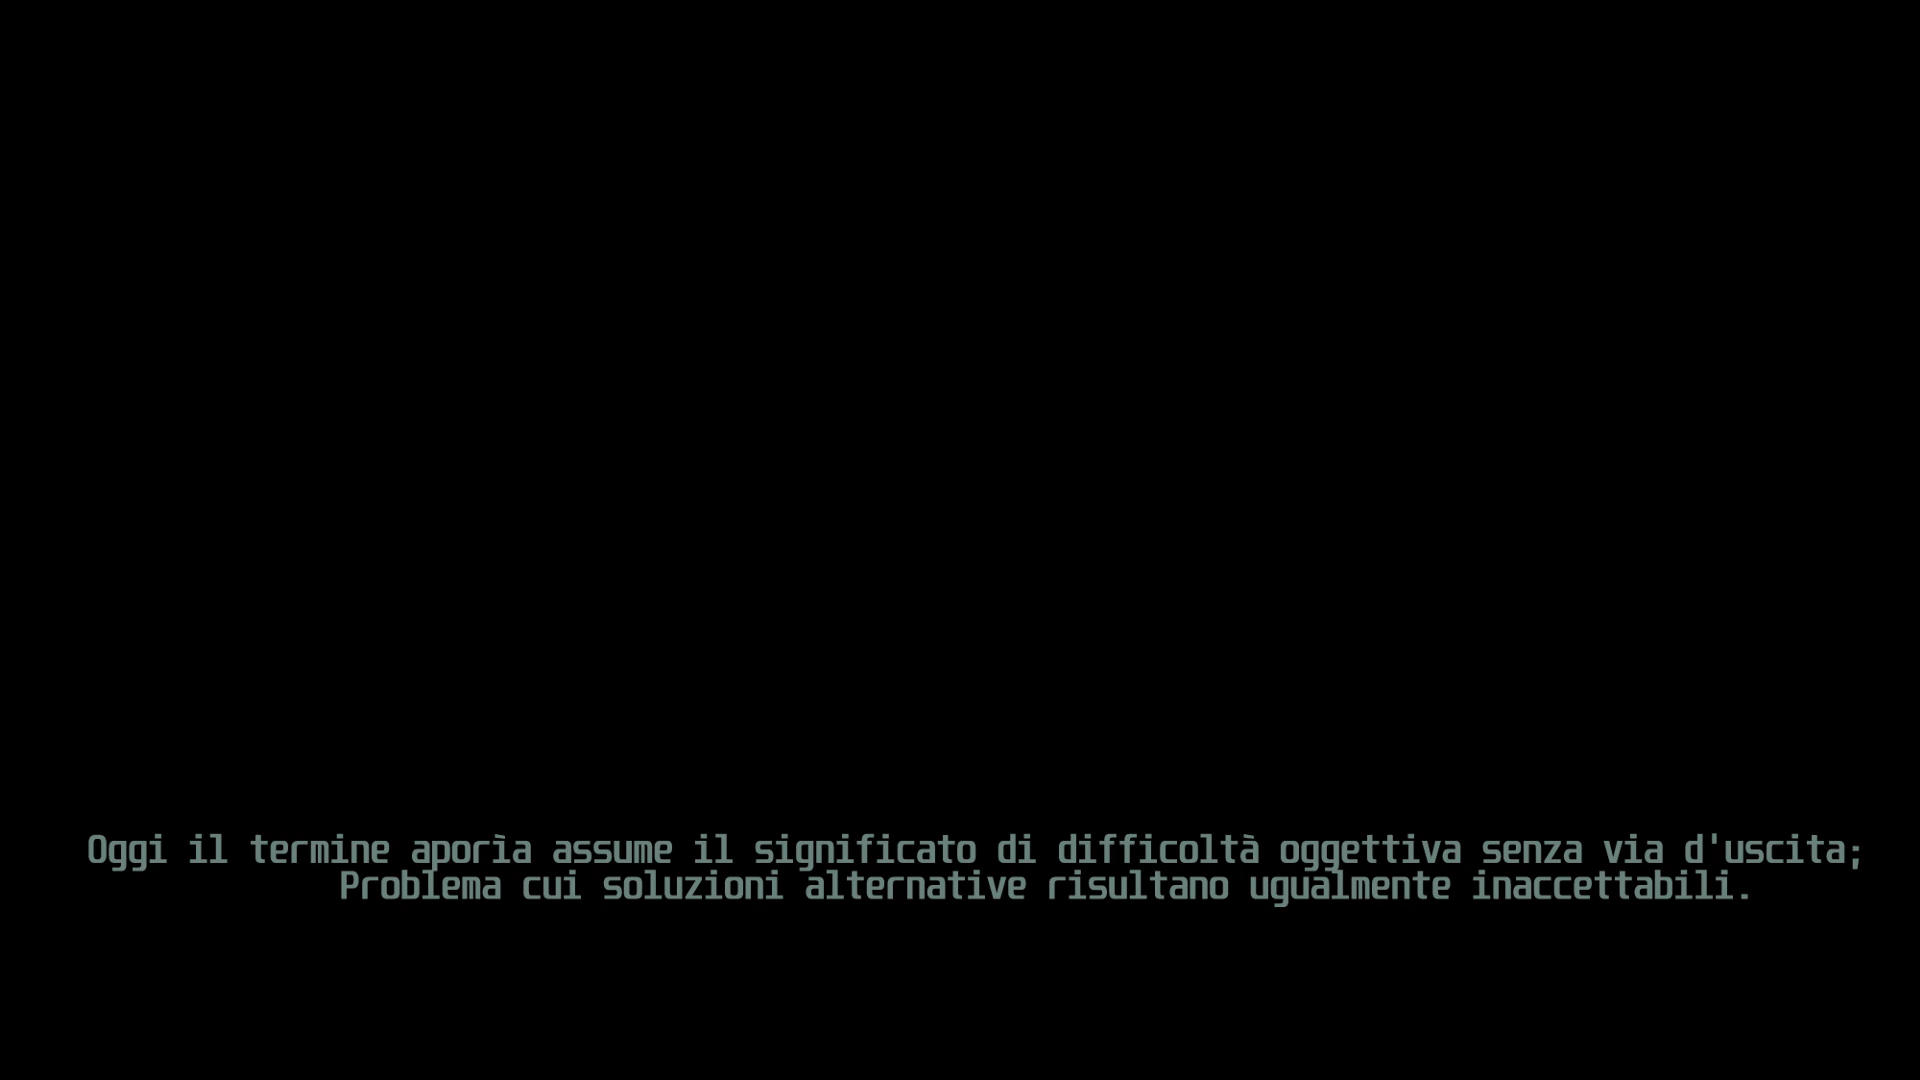 Oggi il termine aporìa assume il significato di difficoltà oggettiva senza via d'uscita;
Problema cui soluzioni alternative risultano ugualmente inaccettabili.